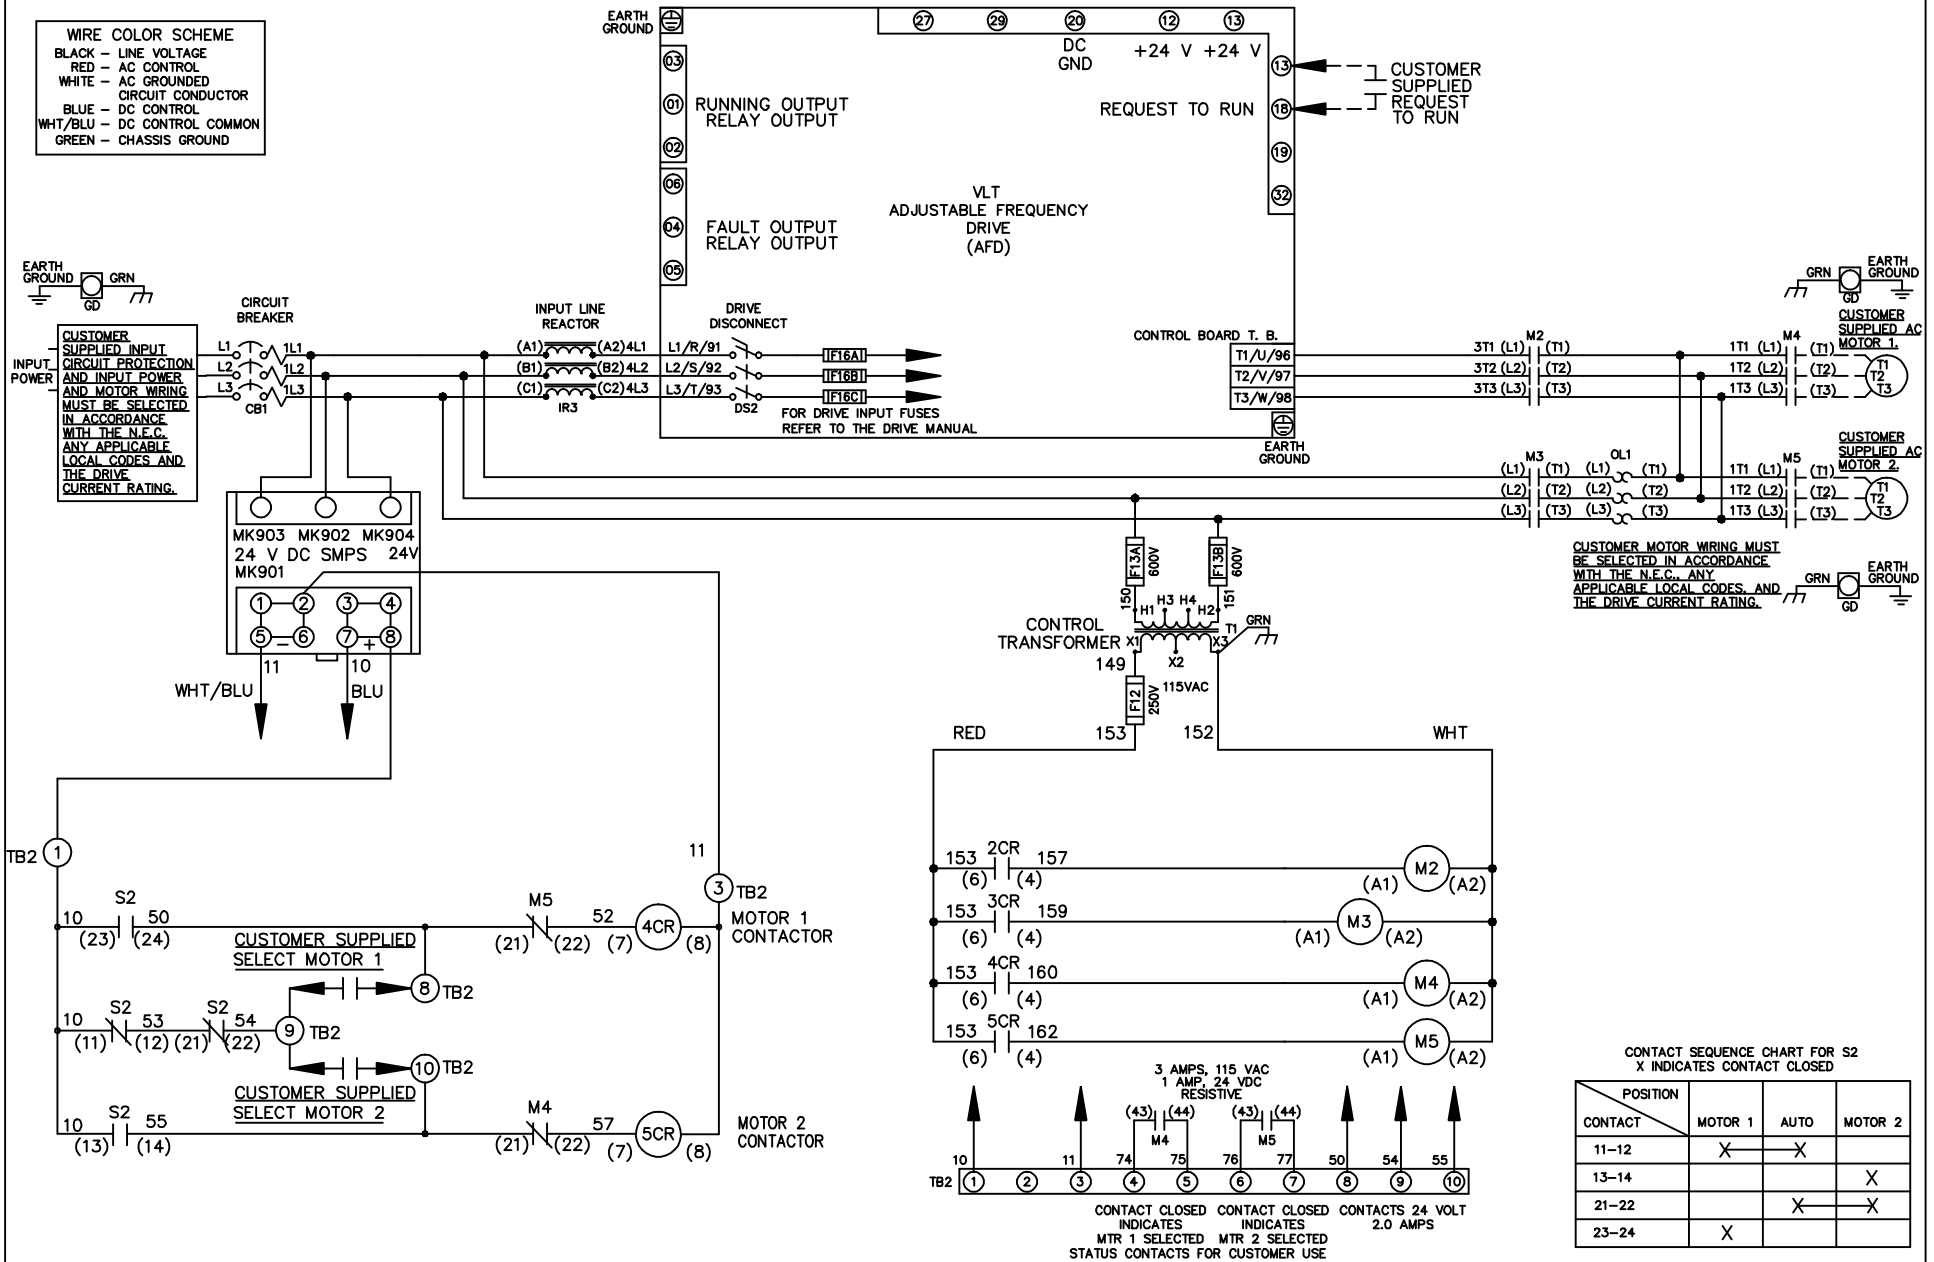 WIRE COLOR SCHEME
BLACK – LINE VOLTAGE
RED – AC CONTROL
WHITE – AC GROUNDED
CIRCUIT CONDUCTOR
BLUE – DC CONTROL
WHT/BLU – DC CONTROL COMMON
GREEN – CHASSIS GROUND
EARTH
GROUND
27 29 20 12 13
DC
GND
+24 V +24 V
03
01
02
RUNNING OUTPUT
RELAY OUTPUT
06
04
05
FAULT OUTPUT
RELAY OUTPUT
13
18
19
32
REQUEST TO RUN
CUSTOMER
SUPPLIED
REQUEST
TO RUN
VLT
ADJUSTABLE FREQUENCY
DRIVE
(AFD)
EARTH
GROUND
GRN
GD
INPUT
POWER
CUSTOMER
SUPPLIED INPUT
CIRCUIT PROTECTION
AND INPUT POWER
AND MOTOR WIRING
MUST BE SELECTED
IN ACCORDANCE
WITH THE N.E.C.
ANY APPLICABLE
LOCAL CODES AND
THE DRIVE
CURRENT RATING.
CIRCUIT
BREAKER
L1 1L1
L2 1L2
L3 1L3
CB1
INPUT LINE
REACTOR
(A1) (A2) 4L1
(B1) (B2) 4L2
(C1) (C2) 4L3
IR3
DRIVE
DISCONNECT
L1/R/91
L2/S/92
L3/T/93
DS2
F16A
F16B
F16C
FOR DRIVE INPUT FUSES
REFER TO THE DRIVE MANUAL
CONTROL BOARD T. B.
T1/U/96
T2/V/97
T3/W/98
EARTH
GROUND
M2
3T1 (L1) (T1)
3T2 (L2) (T2)
3T3 (L3) (T3)
M4
1T1 (L1) (T1)
1T2 (L2) (T2)
1T3 (L3) (T3)
GRN
EARTH
GROUND
GD
CUSTOMER
SUPPLIED AC
MOTOR 1.
T1
T2
T3
M3
(L1) (T1)
(L2) (T2)
(L3) (T3)
OL1
(L1) (T1)
(L2) (T2)
(L3) (T3)
M5
1T1 (L1) (T1)
1T2 (L2) (T2)
1T3 (L3) (T3)
CUSTOMER
SUPPLIED AC
MOTOR 2.
T1
T2
T3
CUSTOMER MOTOR WIRING MUST
BE SELECTED IN ACCORDANCE
WITH THE N.E.C., ANY
APPLICABLE LOCAL CODES, AND
THE DRIVE CURRENT RATING.
GRN
EARTH
GROUND
GD
MK903 MK902 MK904
24 V DC SMPS 24V
MK901
1 2 3 4
5 – 6 7 + 8
11
10
WHT/BLU
BLU
F13A
600V
F13B
600V
150
151
H1 H3 H4 H2
CONTROL
TRANSFORMER
T1
X1 X2 X3
GRN
149
115VAC
F12
250V
153
152
RED
WHT
TB2 1
11
3 TB2
S2
10 50
(23) (24)
M5
(21) (22)
52
(7) 4CR (8)
MOTOR 1
CONTACTOR
CUSTOMER SUPPLIED
SELECT MOTOR 1
8 TB2
S2 S2
10 53 54
(11) (12) (21) (22)
9 TB2
10 TB2
CUSTOMER SUPPLIED
SELECT MOTOR 2
S2
10 55
(13) (14)
M4
(21) (22)
57
(7) 5CR (8)
MOTOR 2
CONTACTOR
153 2CR 157
(6) (4)
(A1) M2 (A2)
153 3CR 159
(6) (4)
(A1) M3 (A2)
153 4CR 160
(6) (4)
(A1) M4 (A2)
153 5CR 162
(6) (4)
(A1) M5 (A2)
3 AMPS, 115 VAC
1 AMP, 24 VDC
RESISTIVE
(43) (44) (43) (44)
M4 M5
10 11 74 75 76 77 50 54 55
TB2 1 2 3 4 5 6 7 8 9 10
CONTACT CLOSED
INDICATES
MTR 1 SELECTED
CONTACT CLOSED
INDICATES
MTR 2 SELECTED
CONTACTS 24 VOLT
2.0 AMPS
STATUS CONTACTS FOR CUSTOMER USE
CONTACT SEQUENCE CHART FOR S2
X INDICATES CONTACT CLOSED
POSITION
CONTACT MOTOR 1 AUTO MOTOR 2
11–12 X X
13–14 X
21–22 X X
23–24 X